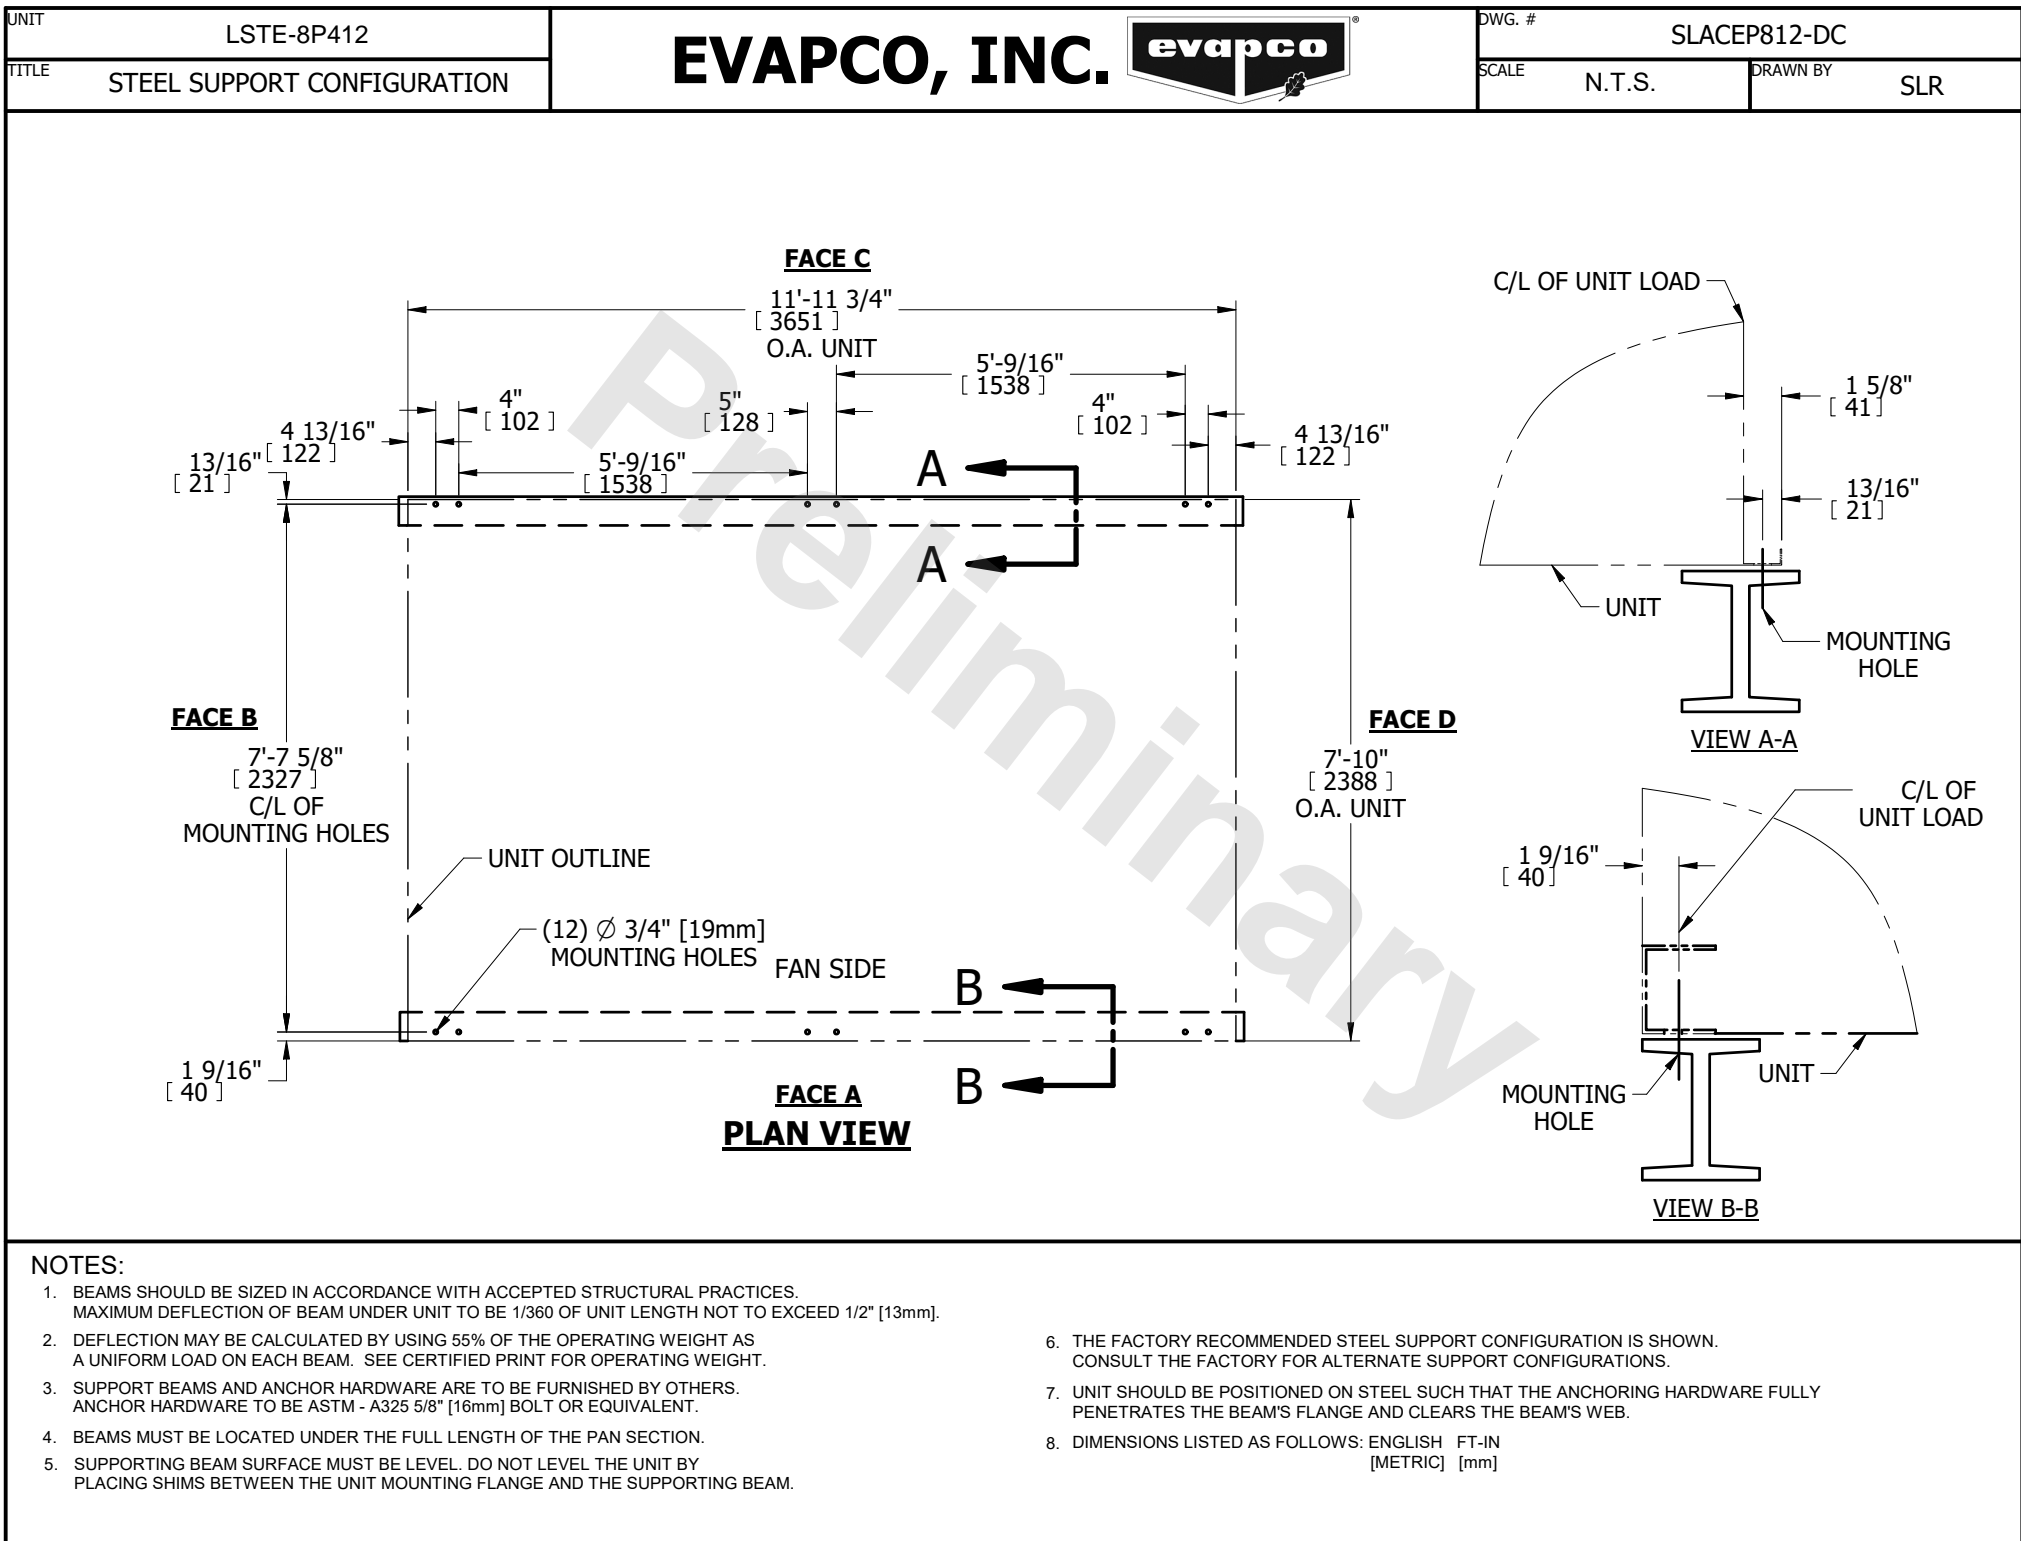 UNIT
LSTE-8P412
TITLE
STEEL SUPPORT CONFIGURATION
EVAPCO, INC.
evapco
®
DWG. #
SLACEP812-DC
SCALE
N.T.S.
DRAWN BY
SLR
FACE C
11'-11 3/4"
[ 3651 ]
O.A. UNIT
5'-9/16"
[ 1538 ]
4"
[ 102 ]
5"
[ 128 ]
4"
[ 102 ]
4 13/16"
[ 122 ]
4 13/16"
[ 122 ]
13/16"
[ 21 ]
5'-9/16"
[ 1538 ]
A
A
FACE B
7'-7 5/8"
[ 2327 ]
C/L OF
MOUNTING HOLES
FACE D
7'-10"
[ 2388 ]
O.A. UNIT
UNIT OUTLINE
(12) Ø 3/4" [19mm]
MOUNTING HOLES
FAN SIDE
B
B
1 9/16"
[ 40 ]
FACE A
PLAN VIEW
Preliminary
C/L OF UNIT LOAD
1 5/8"
[ 41 ]
13/16"
[ 21 ]
UNIT
MOUNTING
HOLE
VIEW A-A
C/L OF
UNIT LOAD
1 9/16"
[ 40 ]
UNIT
MOUNTING
HOLE
VIEW B-B
NOTES:
1. BEAMS SHOULD BE SIZED IN ACCORDANCE WITH ACCEPTED STRUCTURAL PRACTICES.
MAXIMUM DEFLECTION OF BEAM UNDER UNIT TO BE 1/360 OF UNIT LENGTH NOT TO EXCEED 1/2" [13mm].
2. DEFLECTION MAY BE CALCULATED BY USING 55% OF THE OPERATING WEIGHT AS
A UNIFORM LOAD ON EACH BEAM. SEE CERTIFIED PRINT FOR OPERATING WEIGHT.
3. SUPPORT BEAMS AND ANCHOR HARDWARE ARE TO BE FURNISHED BY OTHERS.
ANCHOR HARDWARE TO BE ASTM - A325 5/8" [16mm] BOLT OR EQUIVALENT.
4. BEAMS MUST BE LOCATED UNDER THE FULL LENGTH OF THE PAN SECTION.
5. SUPPORTING BEAM SURFACE MUST BE LEVEL. DO NOT LEVEL THE UNIT BY
PLACING SHIMS BETWEEN THE UNIT MOUNTING FLANGE AND THE SUPPORTING BEAM.
6. THE FACTORY RECOMMENDED STEEL SUPPORT CONFIGURATION IS SHOWN.
CONSULT THE FACTORY FOR ALTERNATE SUPPORT CONFIGURATIONS.
7. UNIT SHOULD BE POSITIONED ON STEEL SUCH THAT THE ANCHORING HARDWARE FULLY
PENETRATES THE BEAM'S FLANGE AND CLEARS THE BEAM'S WEB.
8. DIMENSIONS LISTED AS FOLLOWS: ENGLISH FT-IN
[METRIC] [mm]